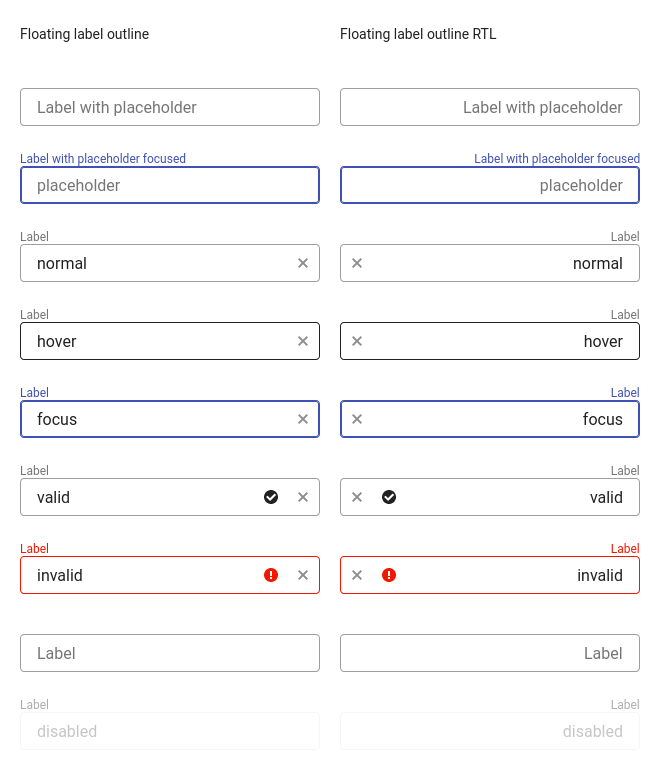 Floating label outline
Floating label outline RTL
Label with placeholder
Label with placeholder
Label with placeholder focused
Label with placeholder focused
placeholder
placeholder
Label
Label
normal
normal
Label
Label
hover
hover
Label
Label
focus
focus
Label
Label
valid
valid
Label
Label
invalid
invalid
Label
Label
Label
Label
disabled
disabled